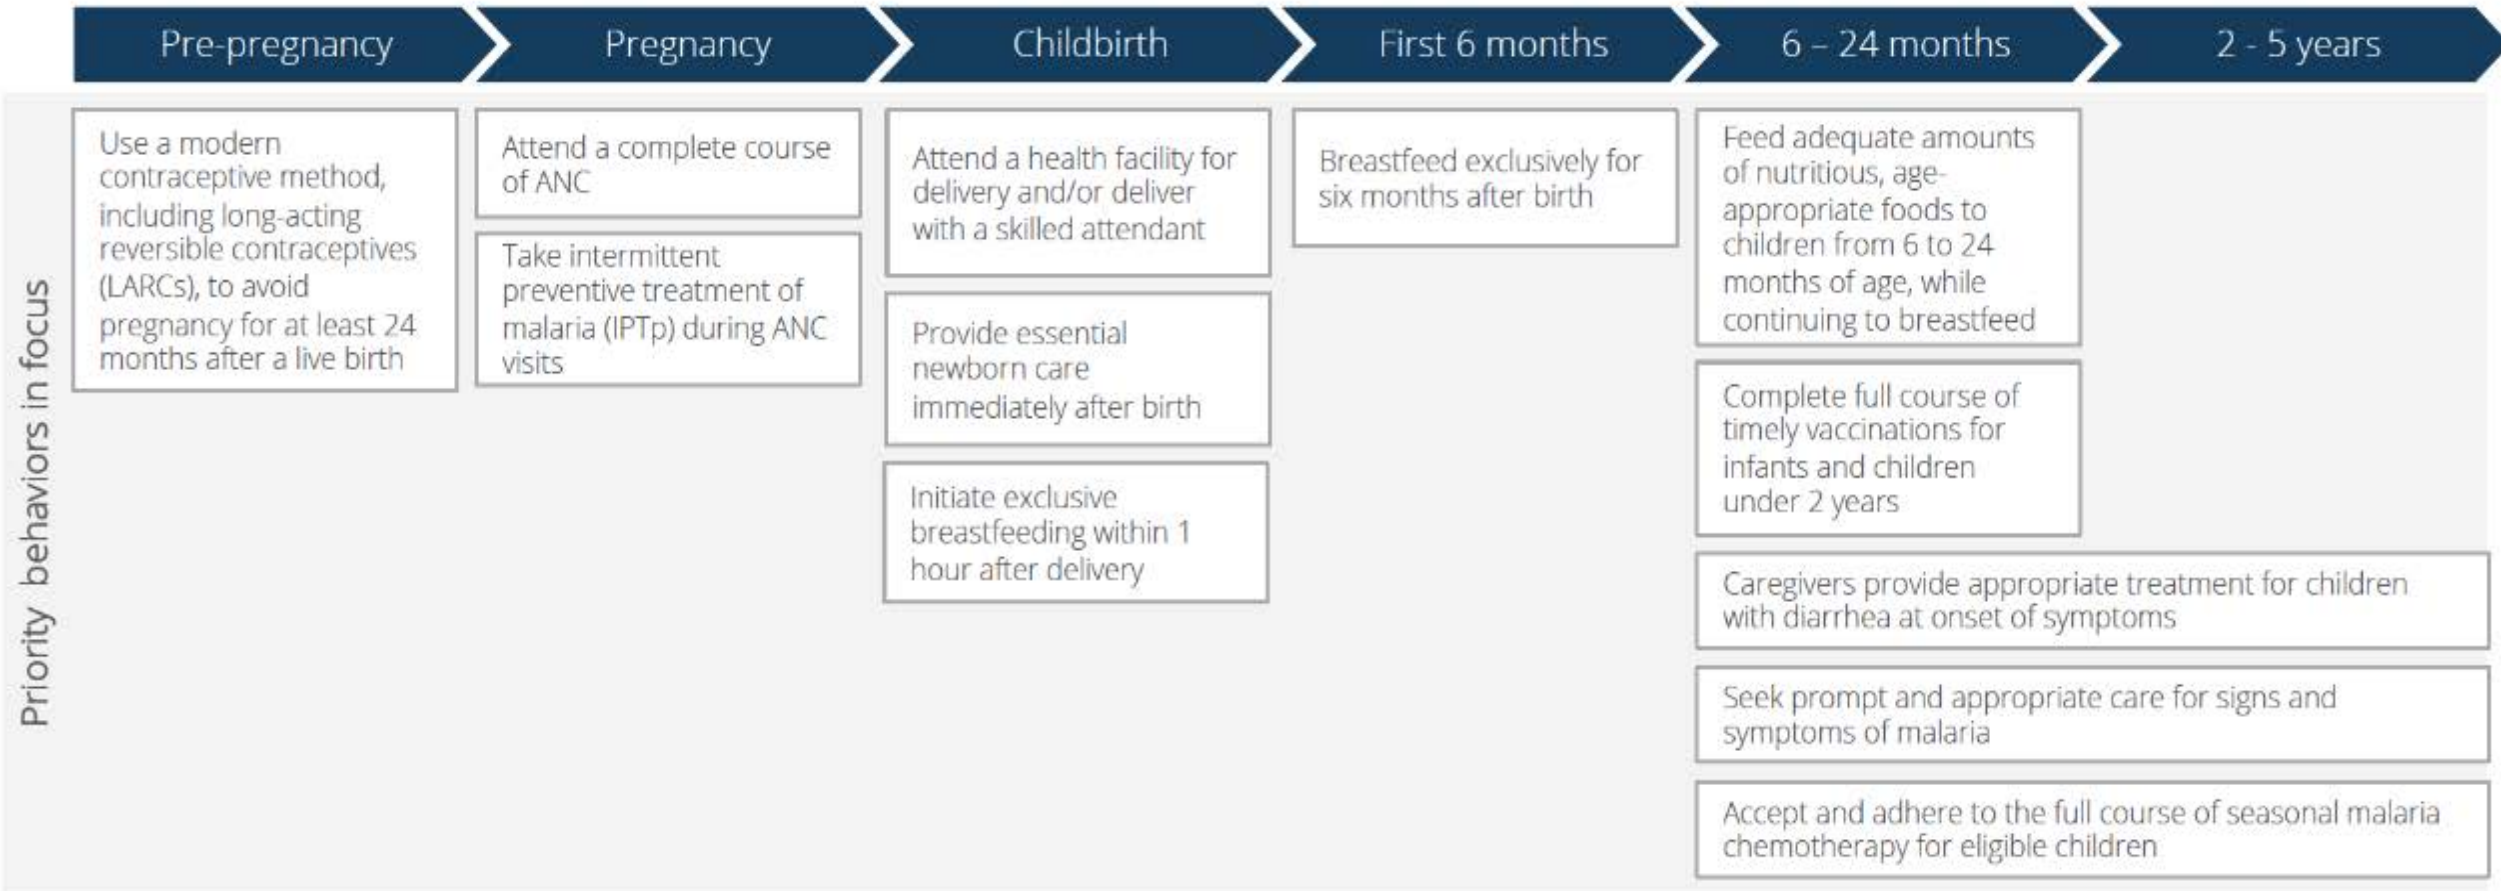 Pre-pregnancy
Pregnancy
Childbirth
First 6 months
6 – 24 months
2 - 5 years
Priority behaviors in focus
Use a modern
contraceptive method,
including long-acting
reversible contraceptives
(LARCs), to avoid
pregnancy for at least 24
months after a live birth
Attend a complete course
of ANC
Take intermittent
preventive treatment of
malaria (IPTp) during ANC
visits
Attend a health facility for
delivery and/or deliver
with a skilled attendant
Provide essential
newborn care
immediately after birth
Initiate exclusive
breastfeeding within 1
hour after delivery
Breastfeed exclusively for
six months after birth
Feed adequate amounts
of nutritious, age-
appropriate foods to
children from 6 to 24
months of age, while
continuing to breastfeed
Complete full course of
timely vaccinations for
infants and children
under 2 years
Caregivers provide appropriate treatment for children
with diarrhea at onset of symptoms
Seek prompt and appropriate care for signs and
symptoms of malaria
Accept and adhere to the full course of seasonal malaria
chemotherapy for eligible children